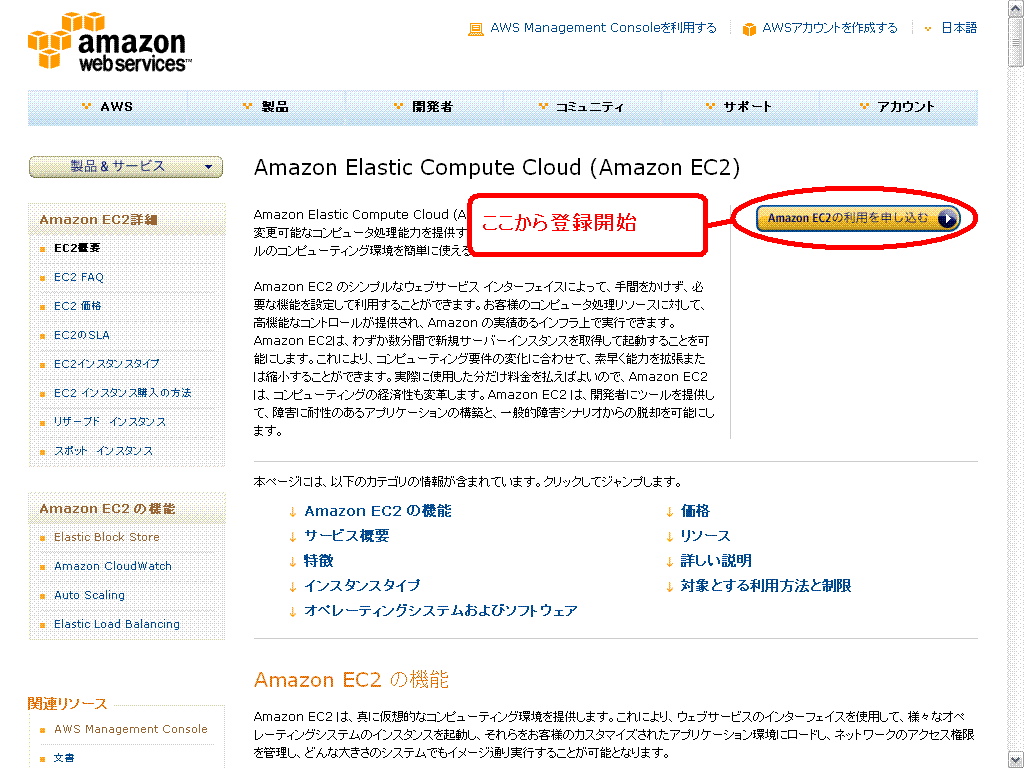 amazon
web services™
AWS Management Consoleを利用する
AWSアカウントを作成する
日本語
AWS
製品
開発者
コミュニティ
サポート
アカウント
製品 & サービス
Amazon EC2詳細
EC2概要
EC2 FAQ
EC2 価格
EC2のSLA
EC2インスタンスタイプ
EC2 インスタンス購入の方法
リザーブド インスタンス
スポット インスタンス
Amazon EC2 の機能
Elastic Block Store
Amazon CloudWatch
Auto Scaling
Elastic Load Balancing
関連リソース
AWS Management Console
文書
Amazon Elastic Compute Cloud (Amazon EC2)
Amazon Elastic Compute Cloud (A
変更可能なコンピュータ処理能力を提供す
ルのコンピューティング環境を簡単に使える
ここから登録開始
Amazon EC2の利用を申し込む
Amazon EC2 のシンプルなウェブサービス インターフェイスによって、手間をかけず、必
要な機能を設定して利用することができます。お客様のコンピュータ処理リソースに対して、
高機能なコントロールが提供され、Amazon の実績あるインフラ上で実行できます。
Amazon EC2は、わずか数分間で新規サーバーインスタンスを取得して起動することを可
能にします。これにより、コンピューティング要件の変化に合わせて、素早く能力を拡張また
は縮小することができます。実際に使用した分だけ料金を払えばよいので、Amazon EC2
は、コンピューティングの経済性も変革します。Amazon EC2 は、開発者にツールを提供し
て、障害に耐性のあるアプリケーションの構築と、一般的障害シナリオからの脱却を可能にし
ます。
本ページには、以下のカテゴリの情報が含まれています。クリックしてジャンプします。
↓ Amazon EC2 の機能
↓ サービス概要
↓ 特徴
↓ インスタンスタイプ
↓ オペレーティングシステムおよびソフトウェア
↓ 価格
↓ リソース
↓ 詳しい説明
↓ 対象とする利用方法と制限
Amazon EC2 の機能
Amazon EC2 は、真に仮想的なコンピューティング環境を提供します。これにより、ウェブサービスのインターフェイスを使用して、様々なオペ
レーティングシステムのインスタンスを起動し、それらをお客様のカスタマイズされたアプリケーション環境にロードし、ネットワークのアクセス権限
を管理し、どんな大きさのシステムでもイメージ通り実行することが可能となります。